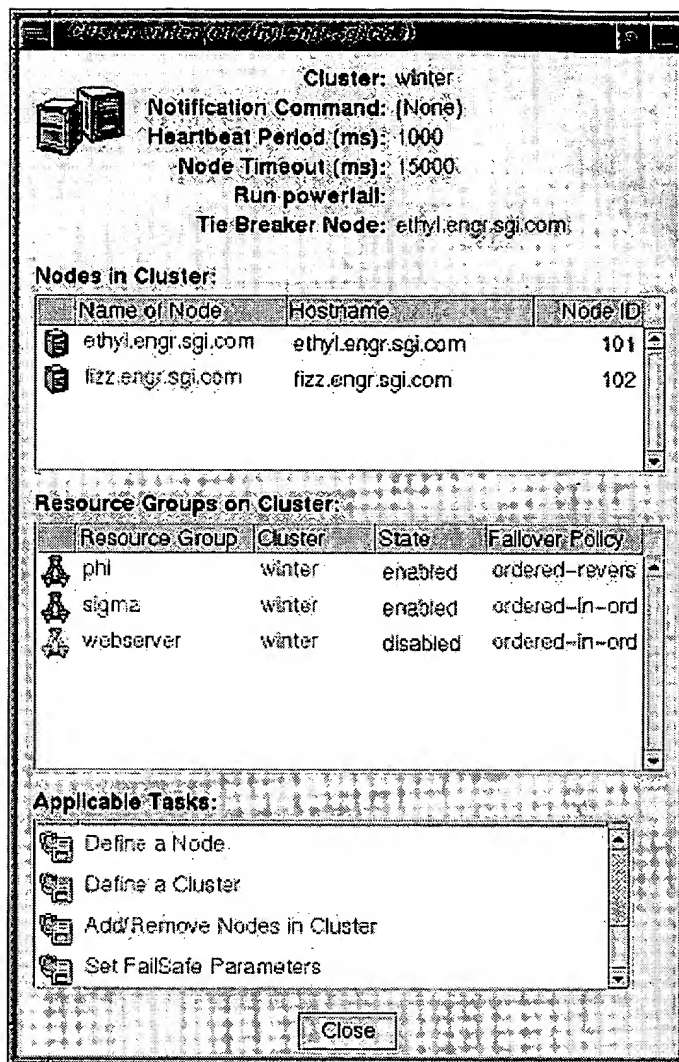 Cluster: winter
Notification Command: (None)
Heartbeat Period (ms): 1000
Node Timeout (ms): 15000
Run powerfail:
Tie Breaker Node: ethyl.engr.sgi.com
Nodes in Cluster:
Name of Node Hostname Node ID
ethyl.engr.sgi.com ethyl.engr.sgi.com 101
fizz.engr.sgi.com fizz.engr.sgi.com 102
Resource Groups on Cluster:
Resource Group Cluster State Failover Policy
phi winter enabled ordered-revers
sigma winter enabled ordered-in-ord
webserver winter disabled ordered-in-ord
Applicable Tasks:
Define a Node
Define a Cluster
Add/Remove Nodes in Cluster
Set FailSafe Parameters
Close